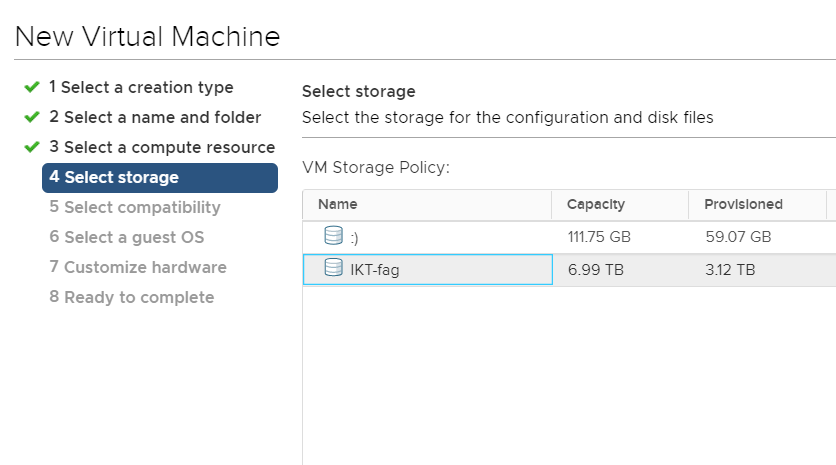 New Virtual Machine
1 Select a creation type
2 Select a name and folder
3 Select a compute resource
4 Select storage
5 Select compatibility
6 Select a guest OS
7 Customize hardware
8 Ready to complete
Select storage
Select the storage for the configuration and disk files
VM Storage Policy:
Name Capacity Provisioned
:) 111.75 GB 59.07 GB
IKT-fag 6.99 TB 3.12 TB